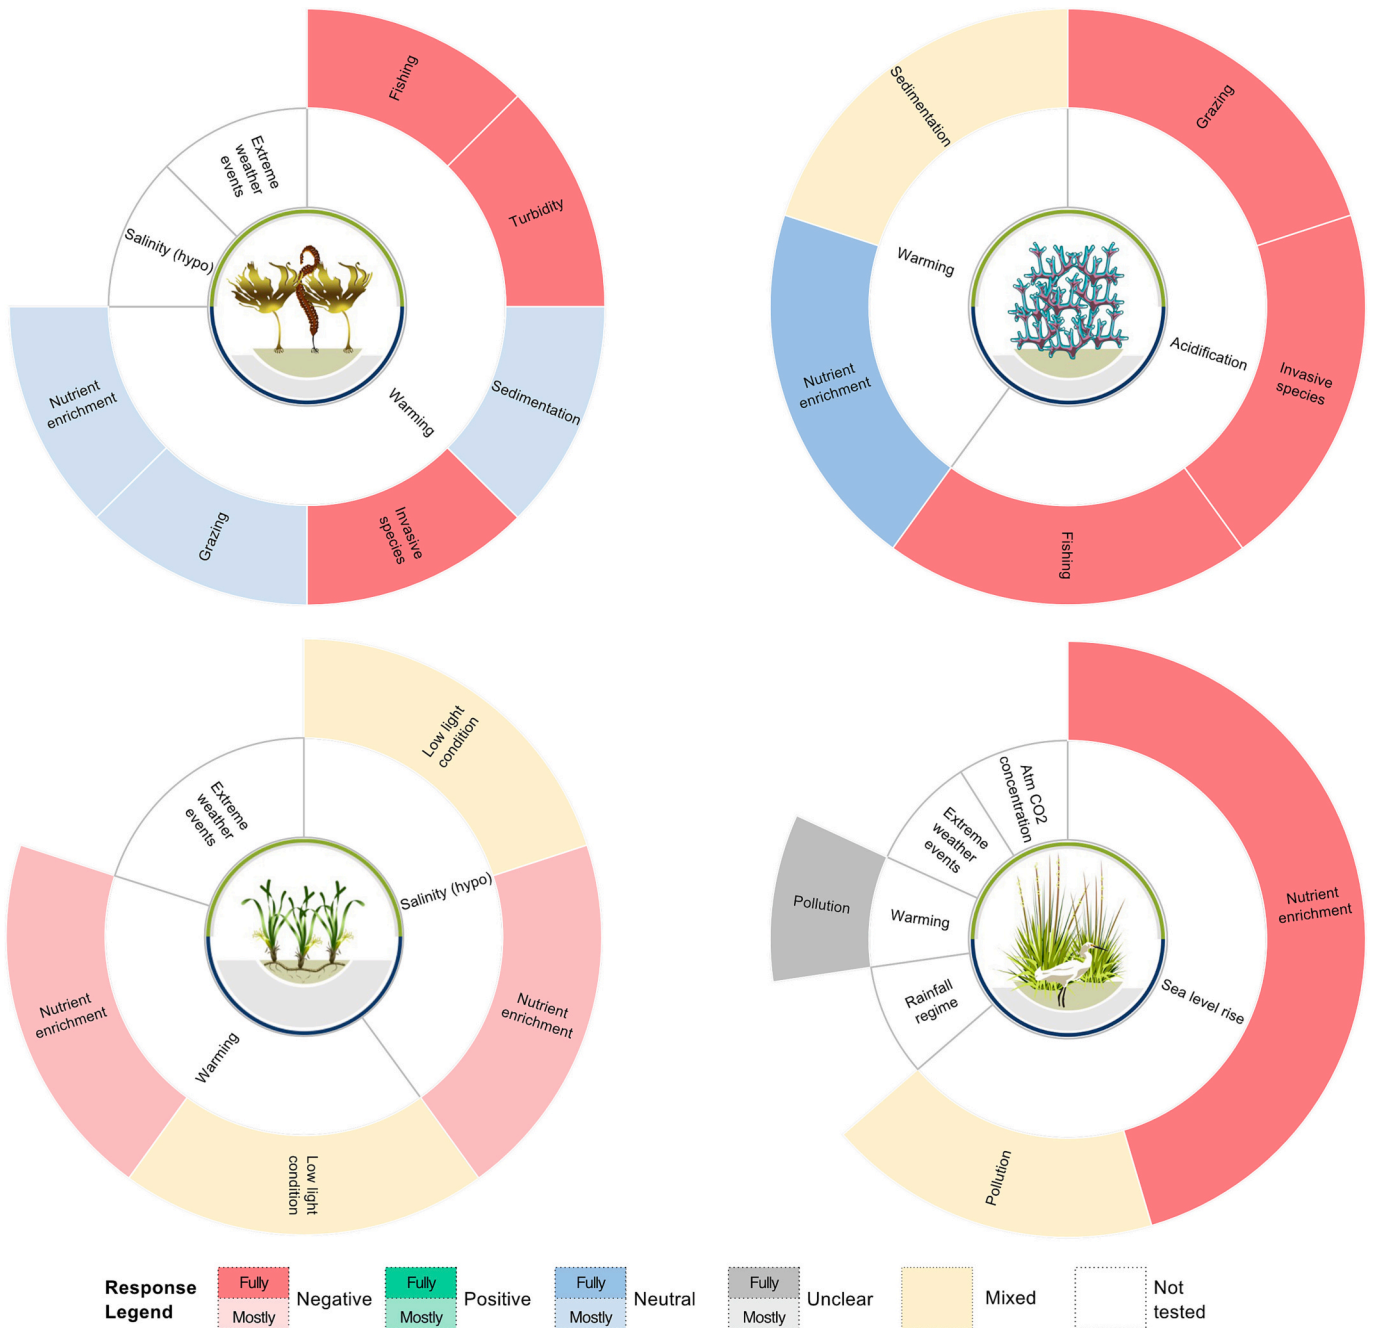 Fishing
Turbidity
Sedimentation
Invasive
species
Grazing
Nutrient
enrichment
Extreme
weather
events
Salinity (hypo)
Warming
Sedimentation
Grazing
Invasive
species
Fishing
Nutrient
enrichment
Warming
Acidification
Low light
condition
Nutrient
enrichment
Low light
condition
Nutrient
enrichment
Extreme
weather
events
Salinity (hypo)
Warming
Nutrient
enrichment
Pollution
Pollution
Atm CO2
concentration
Extreme
weather
events
Warming
Rainfall
regime
Sea level rise
Response
Legend
Fully
Mostly
Negative
Fully
Mostly
Positive
Fully
Mostly
Neutral
Fully
Mostly
Unclear
Mixed
Not
tested